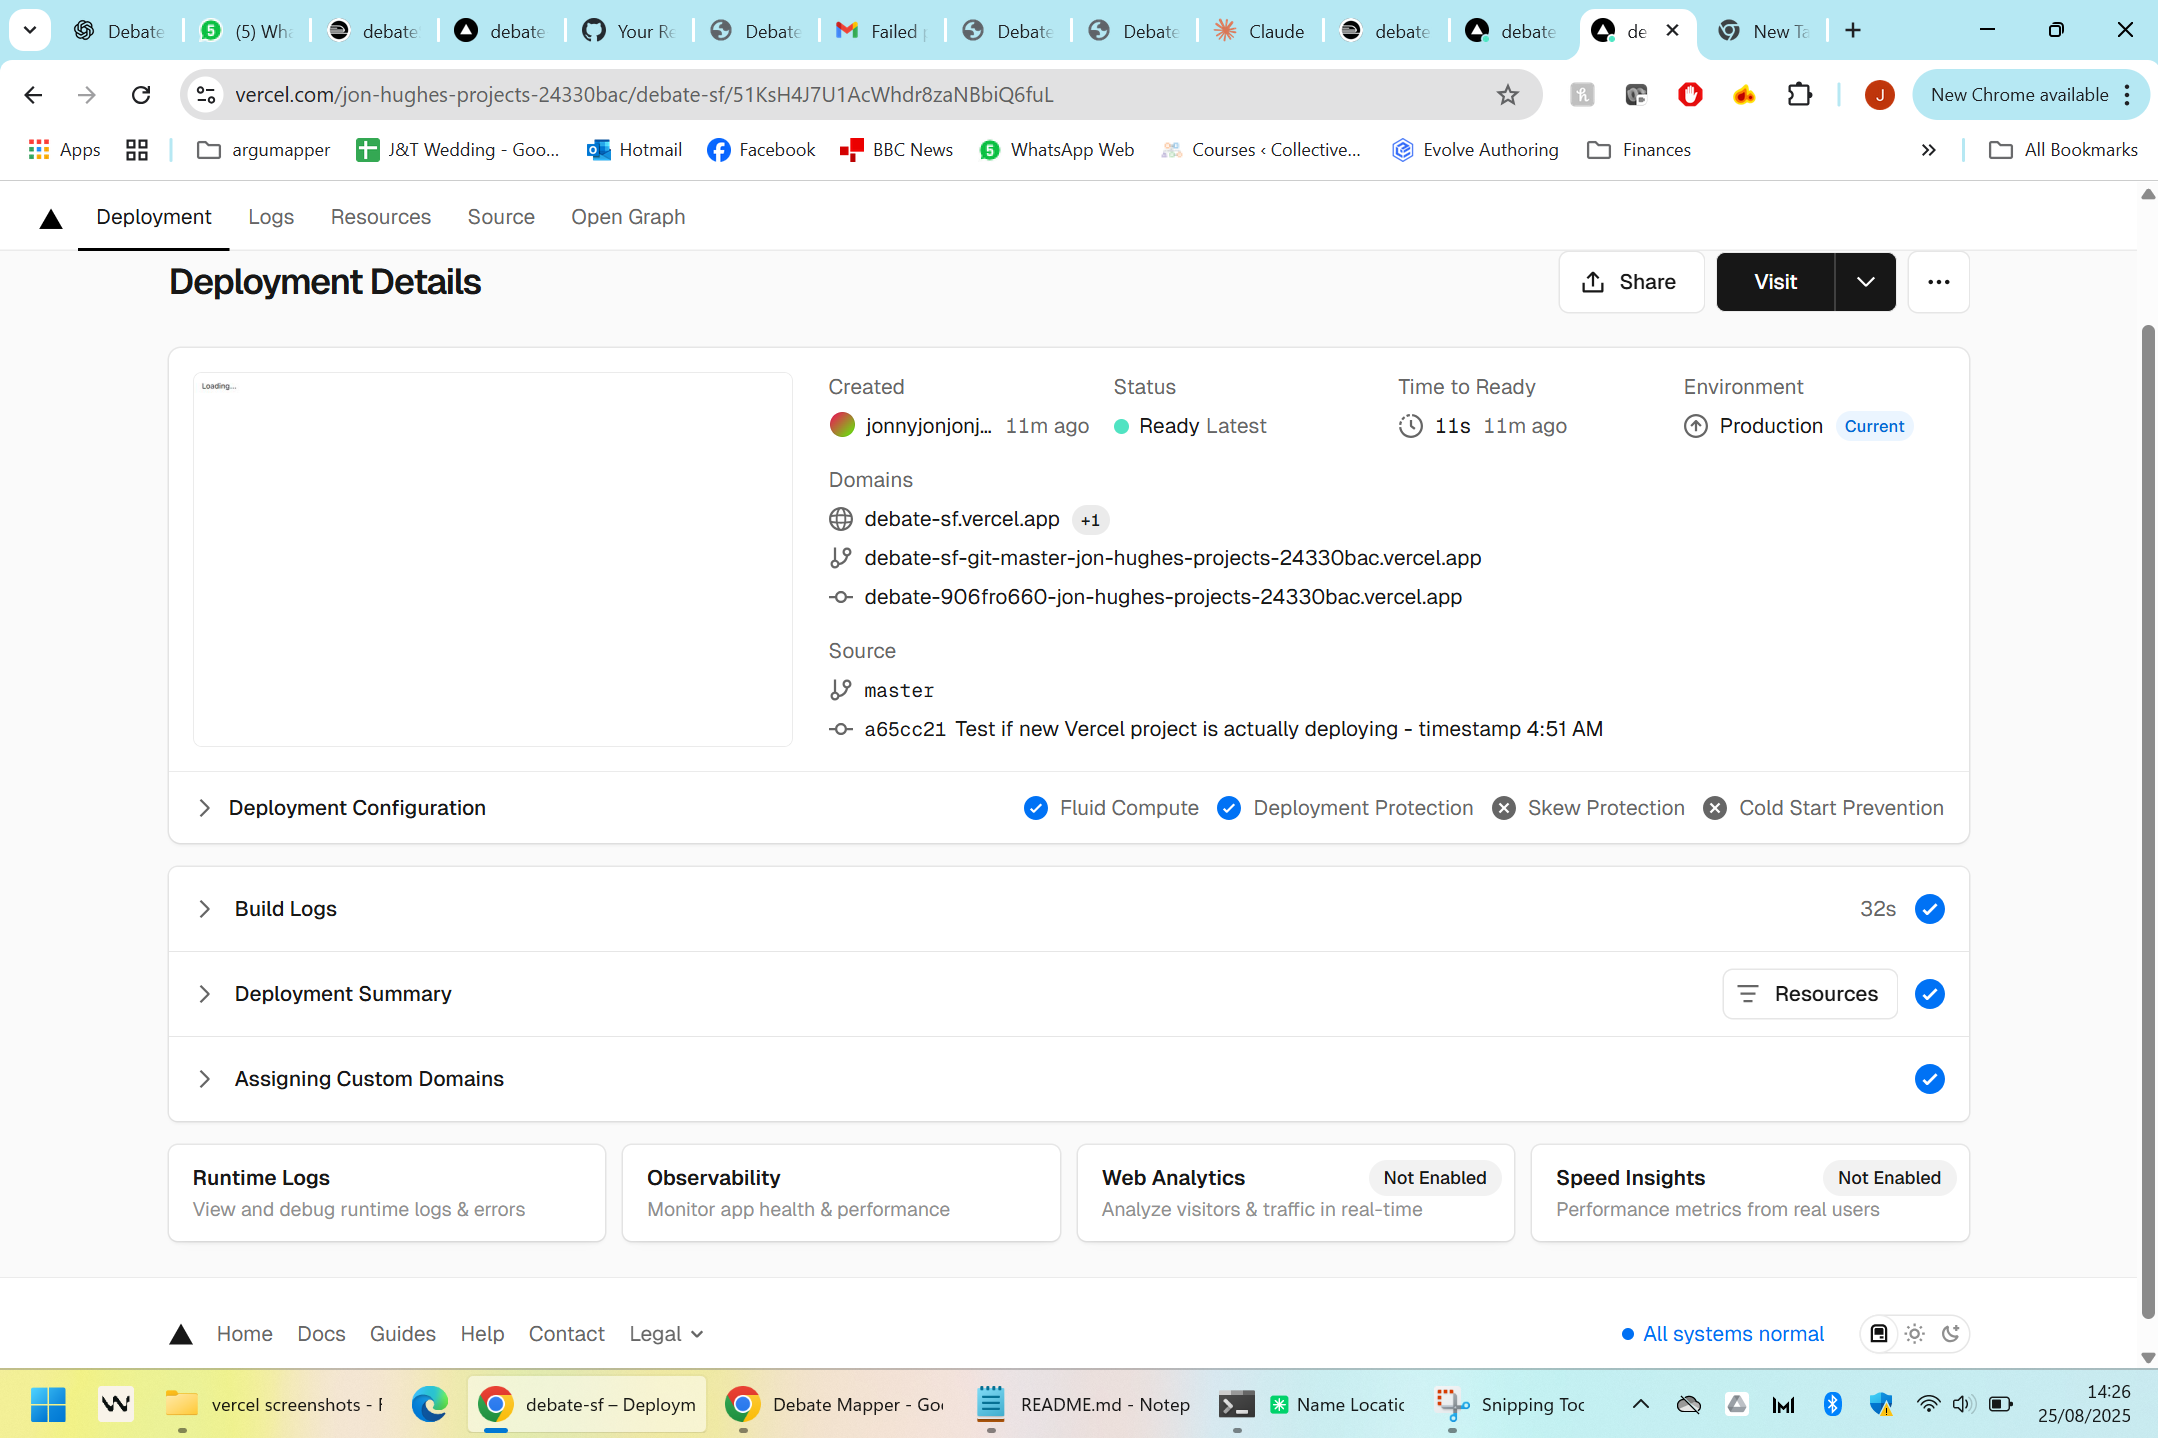 Debate
(5) Wha
debate
debate
Your Re
Debate
Failed
Debate
Debate
Claude
debate
debate
de
New Ta
vercel.com/jon-hughes-projects-24330bac/debate-sf/51KsH4J7U1AcWhdr8zaNBbiQ6fuL
J
New Chrome available
Apps
argumapper
J&T Wedding - Goo...
Hotmail
Facebook
BBC News
5
WhatsApp Web
Courses ‹ Collective...
Evolve Authoring
Finances
All Bookmarks
Deployment
Logs
Resources
Source
Open Graph
Deployment Details
Share
Visit
Loading...
Created
Status
Time to Ready
Environment
jonnyjonjonj... 11m ago
Ready Latest
11s 11m ago
Production Current
Domains
debate-sf.vercel.app +1
debate-sf-git-master-jon-hughes-projects-24330bac.vercel.app
debate-906fro660-jon-hughes-projects-24330bac.vercel.app
Source
master
a65cc21 Test if new Vercel project is actually deploying - timestamp 4:51 AM
Deployment Configuration
Fluid Compute
Deployment Protection
Skew Protection
Cold Start Prevention
Build Logs
32s
Deployment Summary
Resources
Assigning Custom Domains
Runtime Logs
View and debug runtime logs & errors
Observability
Monitor app health & performance
Web Analytics
Not Enabled
Analyze visitors & traffic in real-time
Speed Insights
Not Enabled
Performance metrics from real users
Home
Docs
Guides
Help
Contact
Legal
All systems normal
vercel screenshots - F
debate-sf – Deploym
Debate Mapper - Goo
README.md - Notep
Name Locatic
Snipping Too
14:26
25/08/2025